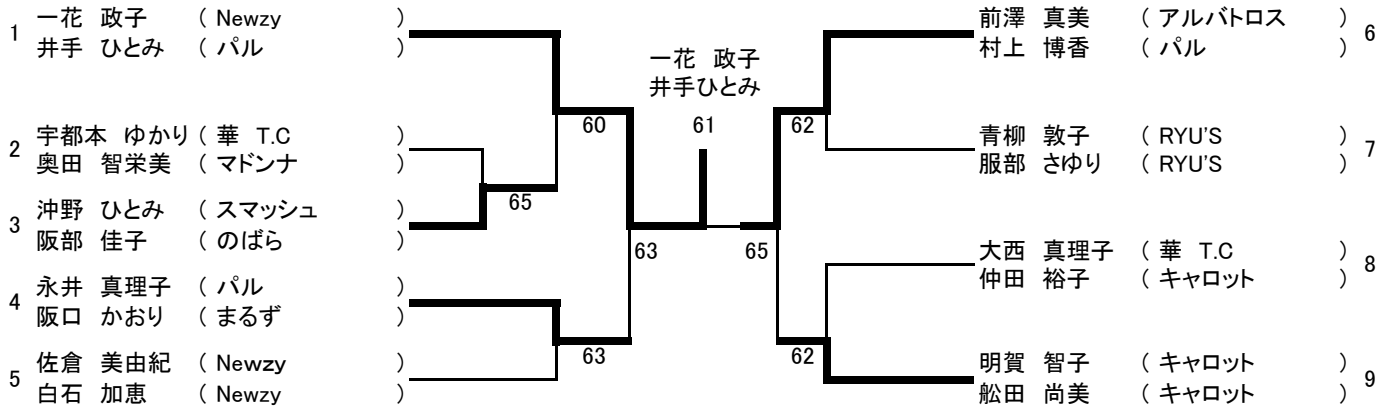 1 一花 政子 ( Newzy )
井手 ひとみ ( パル )
2 宇都本 ゆかり ( 華 T.C )
奥田 智栄美 ( マドンナ )
3 沖野 ひとみ ( スマッシュ )
阪部 佳子 ( のばら )
4 永井 真理子 ( パル )
阪口 かおり ( まるず )
5 佐倉 美由紀 ( Newzy )
白石 加恵 ( Newzy )
60
65
63
63
一花 政子
井手ひとみ
61
62
65
62
前澤 真美 ( アルバトロス ) 6
村上 博香 ( パル )
青柳 敦子 ( RYU'S ) 7
服部 さゆり ( RYU'S )
大西 真理子 ( 華 T.C ) 8
仲田 裕子 ( キャロット )
明賀 智子 ( キャロット ) 9
舩田 尚美 ( キャロット )